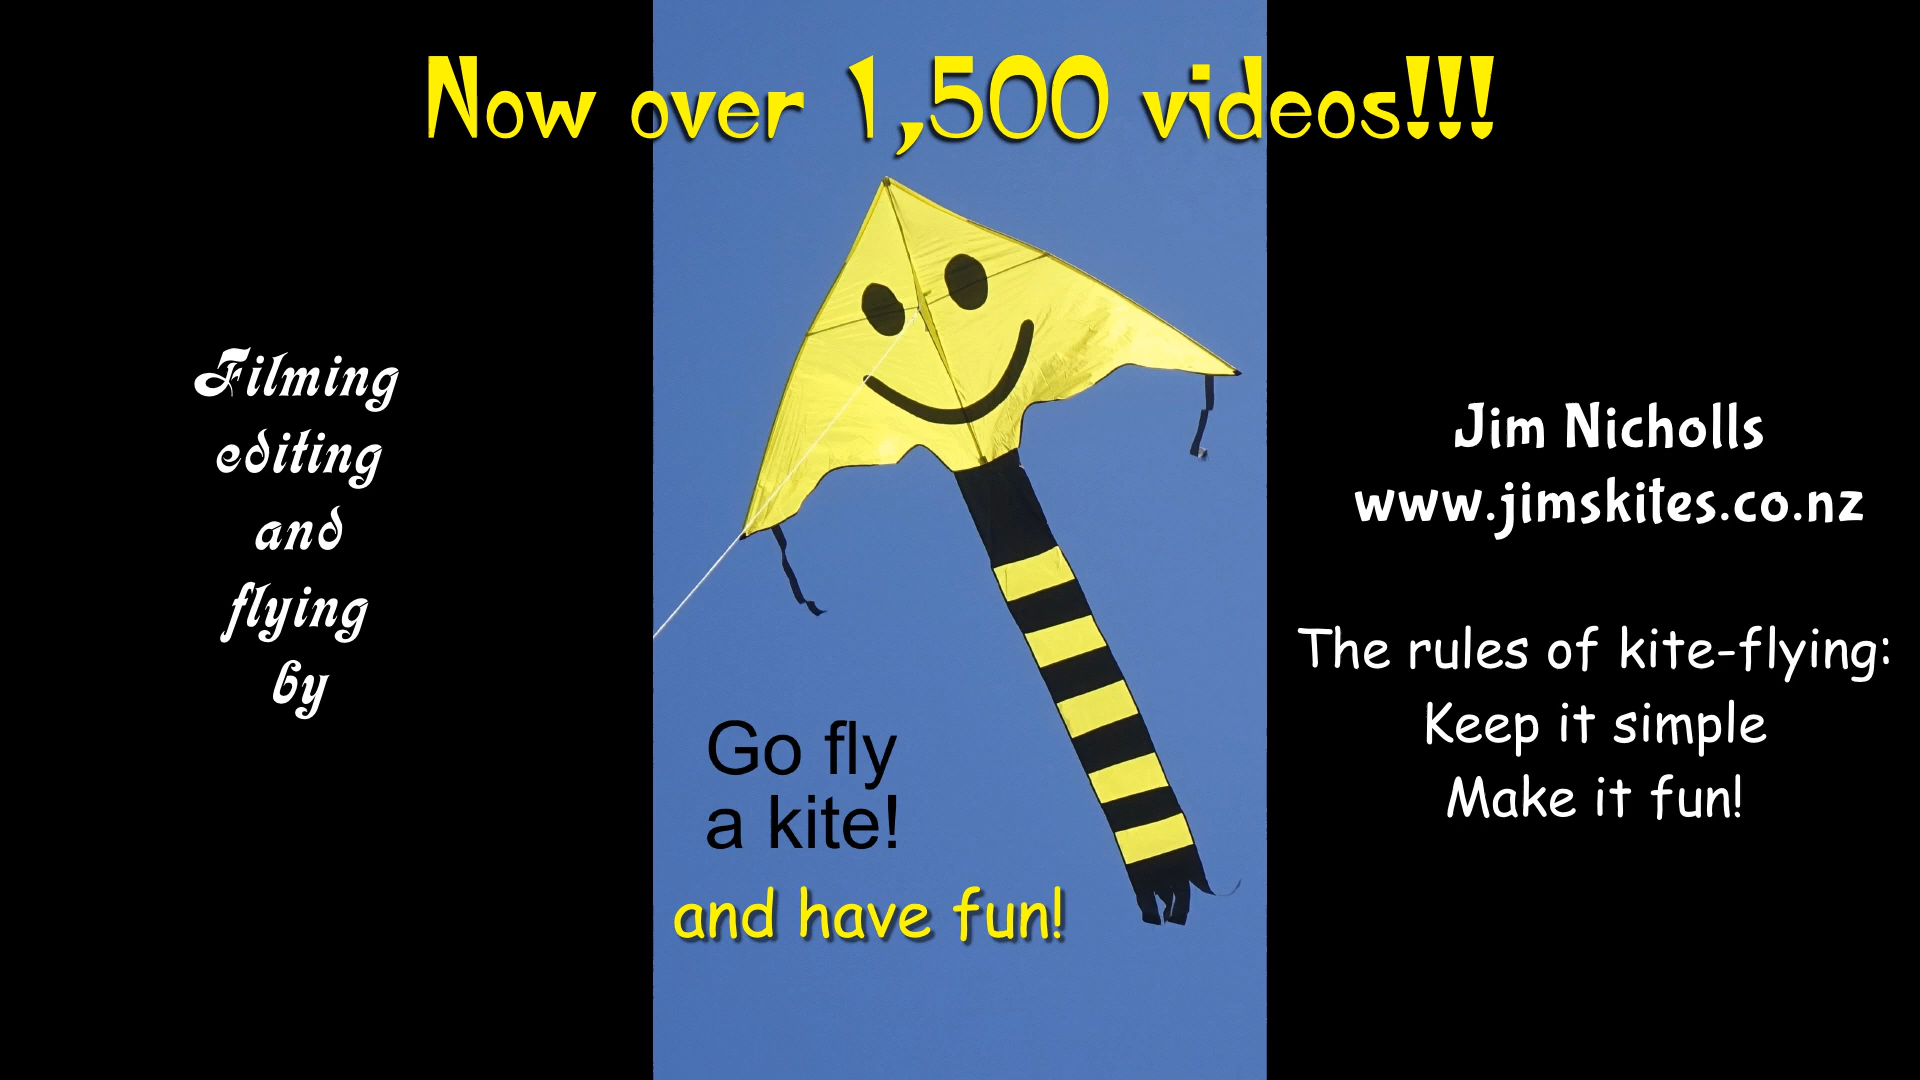 Now over 1,500 videos!!!
Filming
editing
and
flying
by
Go fly
a kite!
and have fun!
Jim Nicholls
www.jimskites.co.nz
The rules of kite-flying:
Keep it simple
Make it fun!